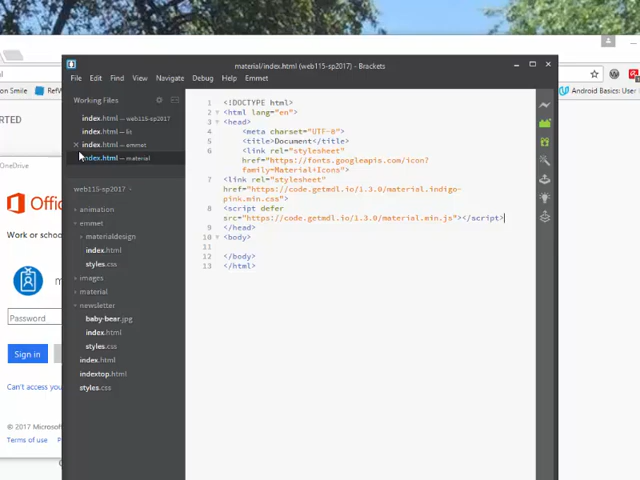 material/index.html (web115-sp2017) - Brackets
File Edit Find View Navigate Debug Help Emmet
Working Files
index.html — web115-sp2017
index.html — lis
index.html — emmet
index.html — material
web115-sp2017
animation
emmet
materialdesign
index.html
styles.css
images
material
newsletter
baby-bear.jpg
index.html
styles.css
index.html
indextop.html
styles.css
1 <!DOCTYPE html>
2 <html lang="en">
3 <head>
4 <meta charset="UTF-8">
5 <title>Document</title>
6 <link rel="stylesheet"
href="https://fonts.googleapis.com/icon?
family=Material+Icons">
7 <link rel="stylesheet"
href="https://code.getmdl.io/1.3.0/material.indigo-
pink.min.css">
8 <script defer
src="https://code.getmdl.io/1.3.0/material.min.js"></script>
9 </head>
10 <body>
11
12 </body>
13 </html>
on Smile
Android Basics: User
ORTED
OneDrive
Offic
Work or schoo
Password
Sign in
Can't access you
© 2017 Microsoft
Terms of use